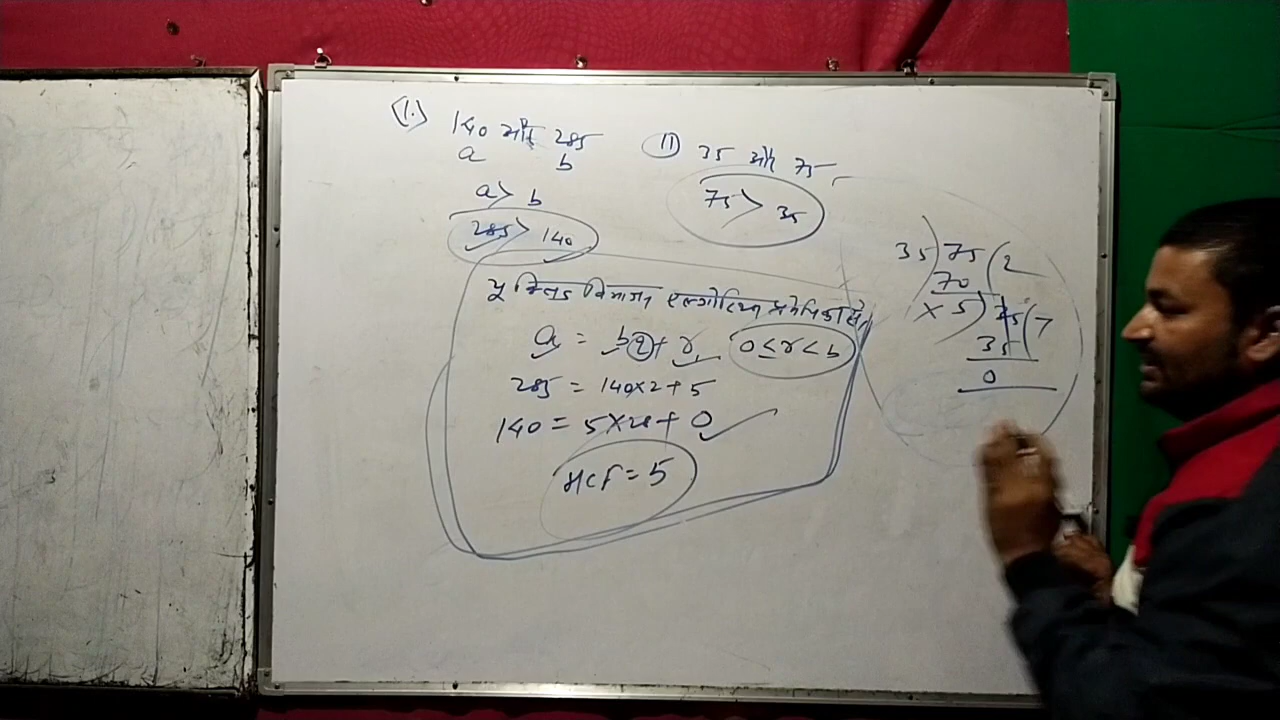 (1.) 140 और 285
a b
a > b
285 > 140
(II) 35 और 75
75 > 35
यूक्लिड विभाजन एल्गोरिथ्म प्रमेयिका से,
a = bq + r, 0 ≤ r < b
285 = 140×2 + 5
140 = 5×28 + 0
HCF = 5
35) 75 (2
70
× 5) 35 (7
35
0